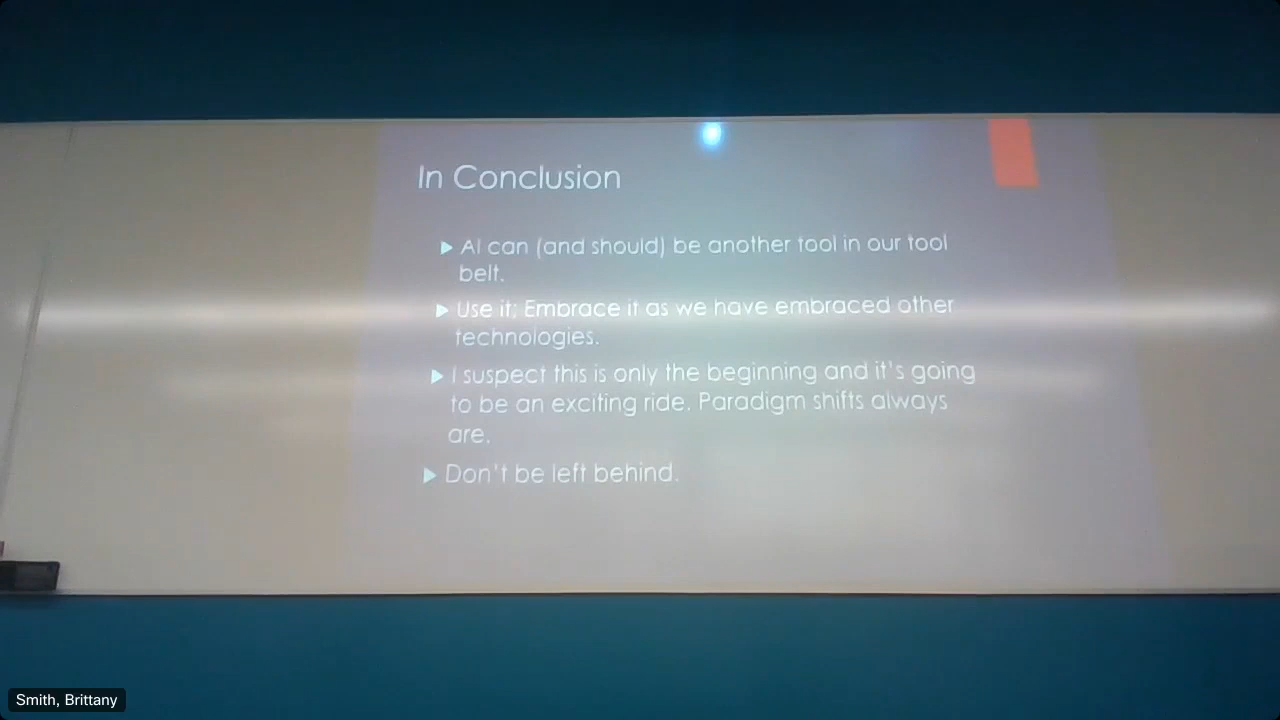 In Conclusion
AI can (and should) be another tool in our tool
belt.
Use it; Embrace it as we have embraced other
technologies.
I suspect this is only the beginning and it's going
to be an exciting ride. Paradigm shifts always
are.
Don't be left behind.
Smith, Brittany